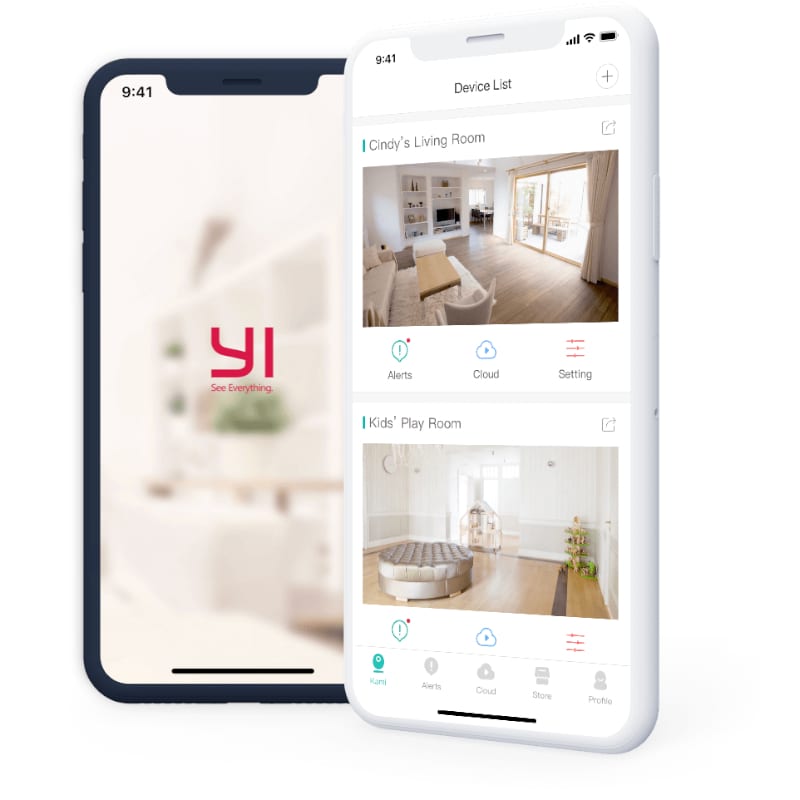 9:41
YI
See Everything.
9:41
Device List
Cindy's Living Room
Alerts Cloud Setting
Kids' Play Room
Kami Alerts Cloud Store Profile